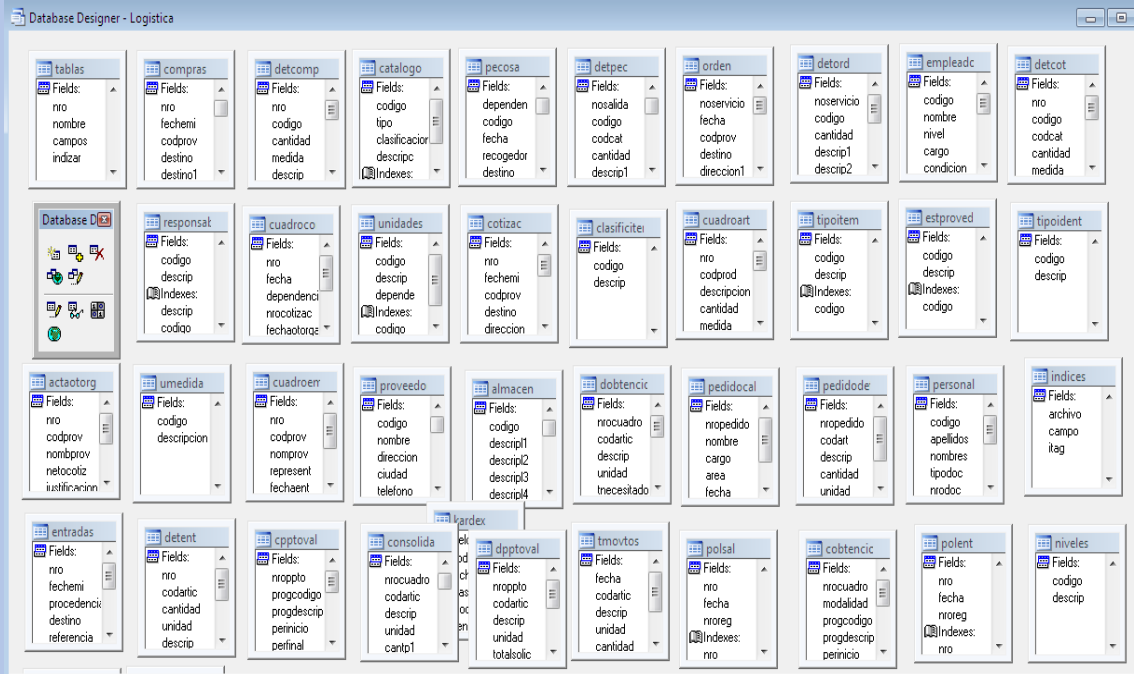 Database Designer - Logistica
tablas
Fields:
nro
nombre
campos
indizar
compras
Fields:
nro
fechemi
codprov
destino
destino1
detcomp
Fields:
nro
codigo
cantidad
medida
descrip
catalogo
Fields:
codigo
tipo
clasificacior
descripc
Indexes:
pecosa
Fields:
dependen
codigo
fecha
recogedor
destino
detpec
Fields:
nosalida
codigo
codcat
cantidad
descrip1
orden
Fields:
noservicio
fecha
codprov
destino
direccion1
detord
Fields:
noservicio
codigo
cantidad
descrip1
descrip2
empleadc
Fields:
codigo
nombre
nivel
cargo
condicion
detcot
Fields:
nro
codigo
codcat
cantidad
medida
Database D
responsat
Fields:
codigo
descrip
Indexes:
descrip
codigo
cuadroco
Fields:
nro
fecha
dependenci
nrocotizac
fechaotorga
unidades
Fields:
codigo
descrip
depende
Indexes:
codigo
cotizac
Fields:
nro
fechemi
codprov
destino
direccion
clasificiter
Fields:
codigo
descrip
cuadroart
Fields:
nro
codprod
descripcion
cantidad
medida
tipoitem
Fields:
codigo
descrip
Indexes:
codigo
estproved
Fields:
codigo
descrip
Indexes:
codigo
tipoident
Fields:
codigo
descrip
actaotorg
Fields:
nro
codprov
nombprov
netocotiz
justificacion
umedida
Fields:
codigo
descripcion
cuadroem
Fields:
nro
codprov
nomprov
represent
fechaent
proveedo
Fields:
codigo
nombre
direccion
ciudad
telefono
almacen
Fields:
codigo
descripl1
descripl2
descripl3
descripl4
dobtencic
Fields:
nrocuadro
codartic
descrip
unidad
tnecesitado
pedidocal
Fields:
nropedido
nombre
cargo
area
fecha
pedidode
Fields:
nropedido
codart
descrip
cantidad
unidad
personal
Fields:
codigo
apellidos
nombres
tipodoc
nrodoc
indices
Fields:
archivo
campo
itag
entradas
Fields:
nro
fechemi
procedencia
destino
referencia
detent
Fields:
nro
codartic
cantidad
unidad
descrip
cpptoval
Fields:
nroppto
progcodigo
progdescrip
perinicio
perfinal
consolida
Fields:
nrocuadro
codartic
descrip
unidad
cantp1
kardex
dpptoval
Fields:
nroppto
codartic
descrip
unidad
totalsolic
tmovtos
Fields:
fecha
codartic
descrip
unidad
cantidad
polsal
Fields:
nro
fecha
nroreg
Indexes:
nro
cobtencic
Fields:
nrocuadro
modalidad
progcodigo
progdescrip
perinicio
polent
Fields:
nro
fecha
nroreg
Indexes:
nro
niveles
Fields:
codigo
descrip